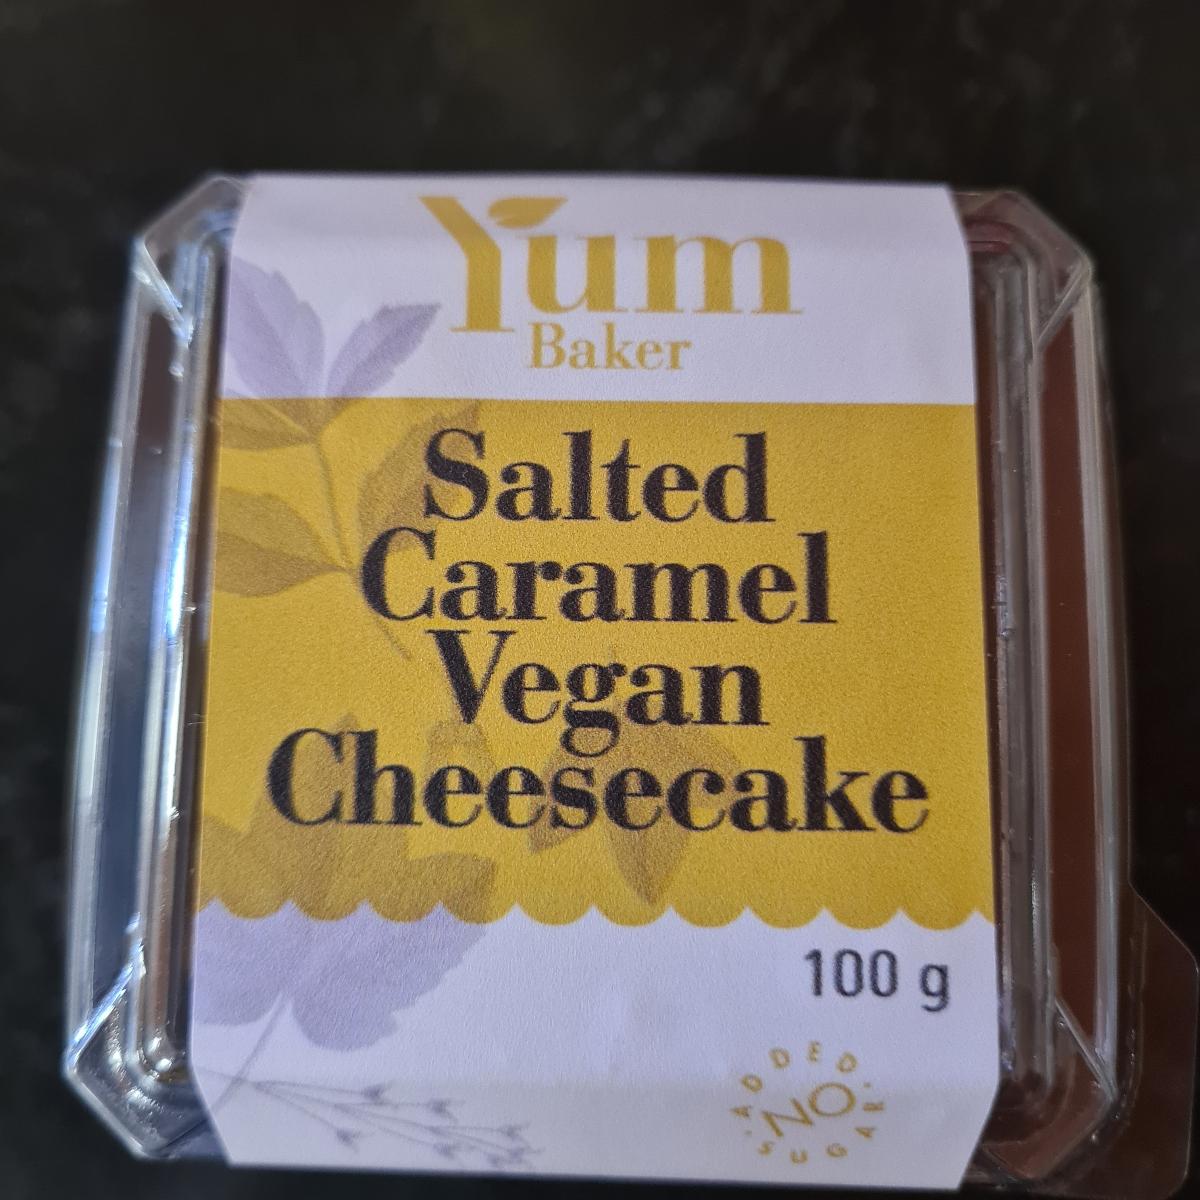 Yum
Baker
Salted
Caramel
Vegan
Cheesecake
100 g
NO
ADDED
SUGAR